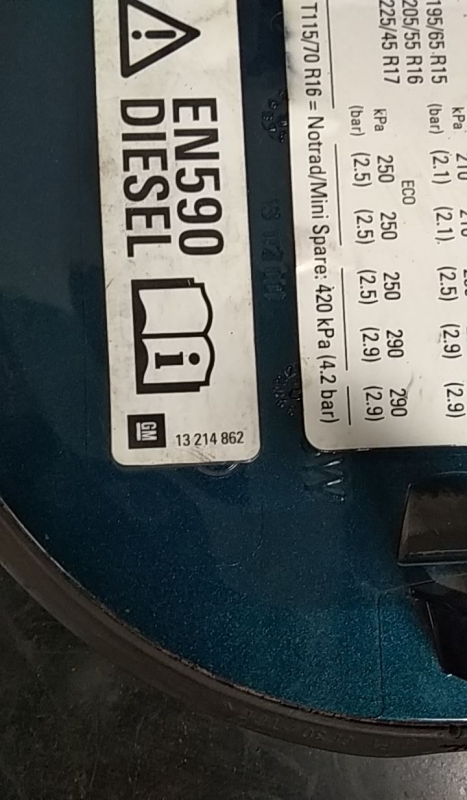 195/65 R15
kPa 210 210
(bar) (2.1) (2.1) (2.5) (2.9) (2.9)
205/55 R16
ECO
225/45 R17
kPa 250 250 250 290 290
(bar) (2.5) (2.5) (2.5) (2.9) (2.9)
T115/70 R16 = Notrad/Mini Spare: 420 kPa (4.2 bar)
EN590
DIESEL
GM
13 214 862